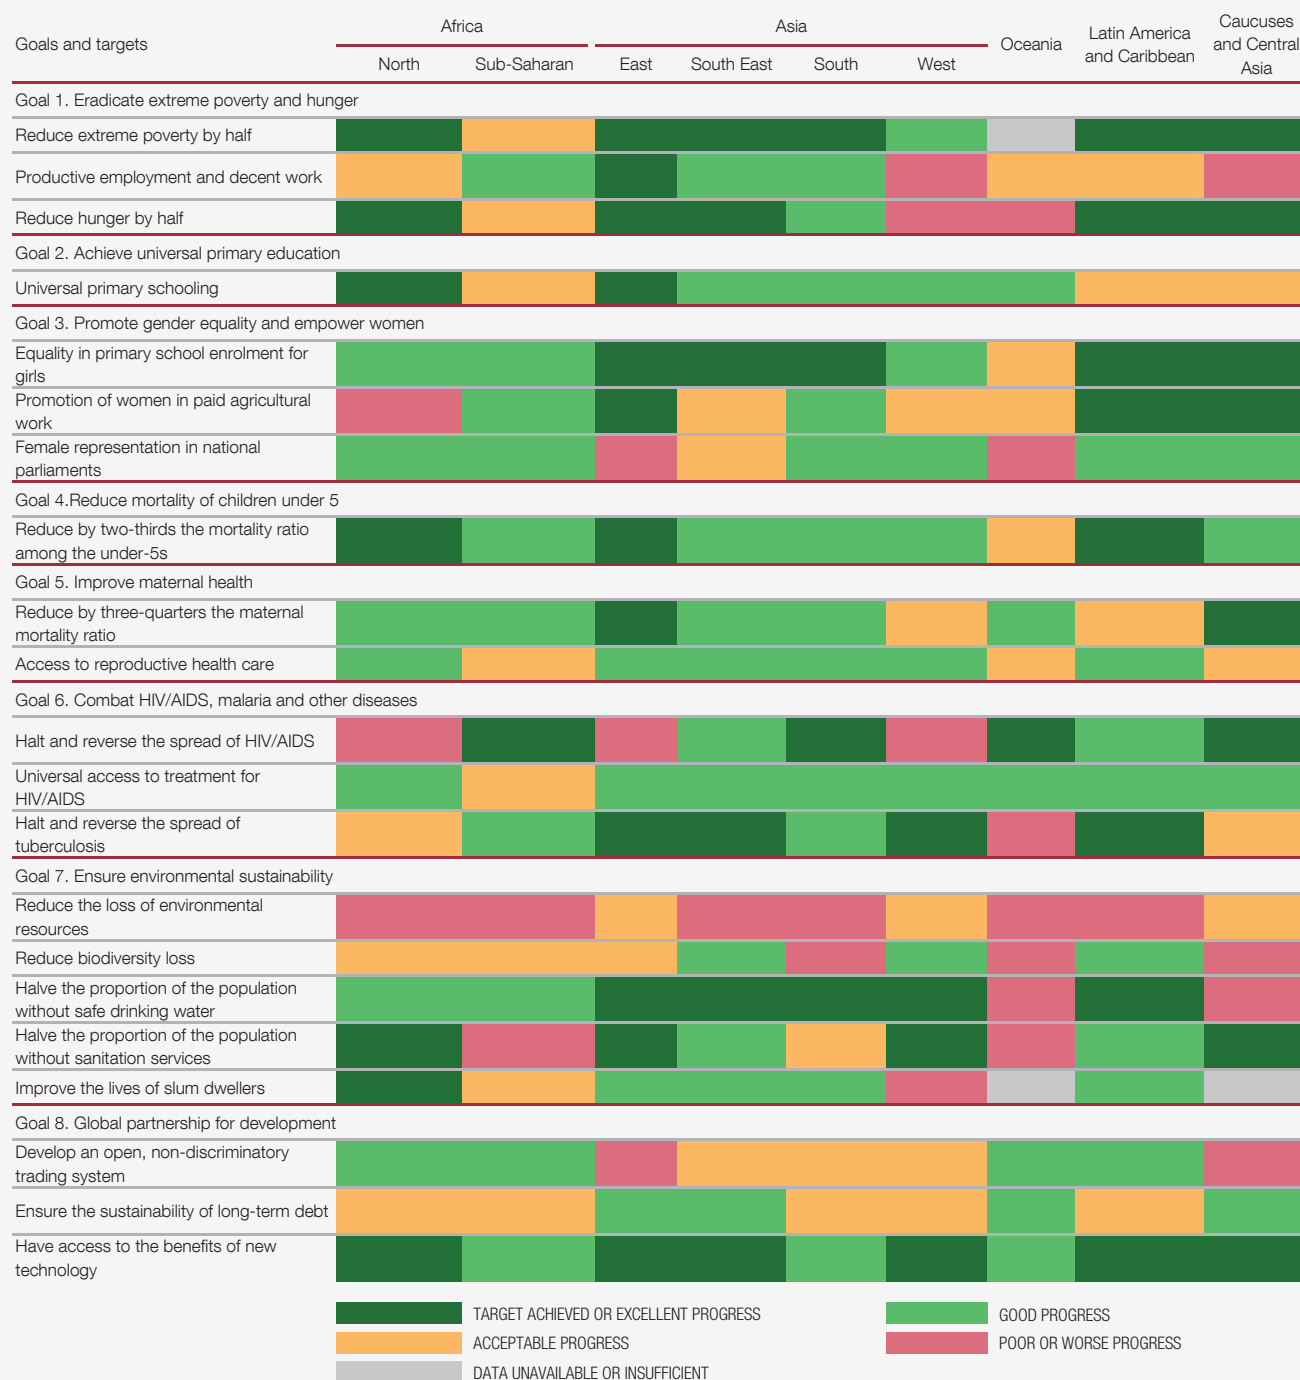 Goals and targets
Africa
Asia
Oceania
Latin America
and Caribbean
Caucuses
and Central
Asia
North
Sub-Saharan
East
South East
South
West
Goal 1. Eradicate extreme poverty and hunger
Reduce extreme poverty by half
Productive employment and decent work
Reduce hunger by half
Goal 2. Achieve universal primary education
Universal primary schooling
Goal 3. Promote gender equality and empower women
Equality in primary school enrolment for
girls
Promotion of women in paid agricultural
work
Female representation in national
parliaments
Goal 4.Reduce mortality of children under 5
Reduce by two-thirds the mortality ratio
among the under-5s
Goal 5. Improve maternal health
Reduce by three-quarters the maternal
mortality ratio
Access to reproductive health care
Goal 6. Combat HIV/AIDS, malaria and other diseases
Halt and reverse the spread of HIV/AIDS
Universal access to treatment for
HIV/AIDS
Halt and reverse the spread of
tuberculosis
Goal 7. Ensure environmental sustainability
Reduce the loss of environmental
resources
Reduce biodiversity loss
Halve the proportion of the population
without safe drinking water
Halve the proportion of the population
without sanitation services
Improve the lives of slum dwellers
Goal 8. Global partnership for development
Develop an open, non-discriminatory
trading system
Ensure the sustainability of long-term debt
Have access to the benefits of new
technology
TARGET ACHIEVED OR EXCELLENT PROGRESS
GOOD PROGRESS
ACCEPTABLE PROGRESS
POOR OR WORSE PROGRESS
DATA UNAVAILABLE OR INSUFFICIENT